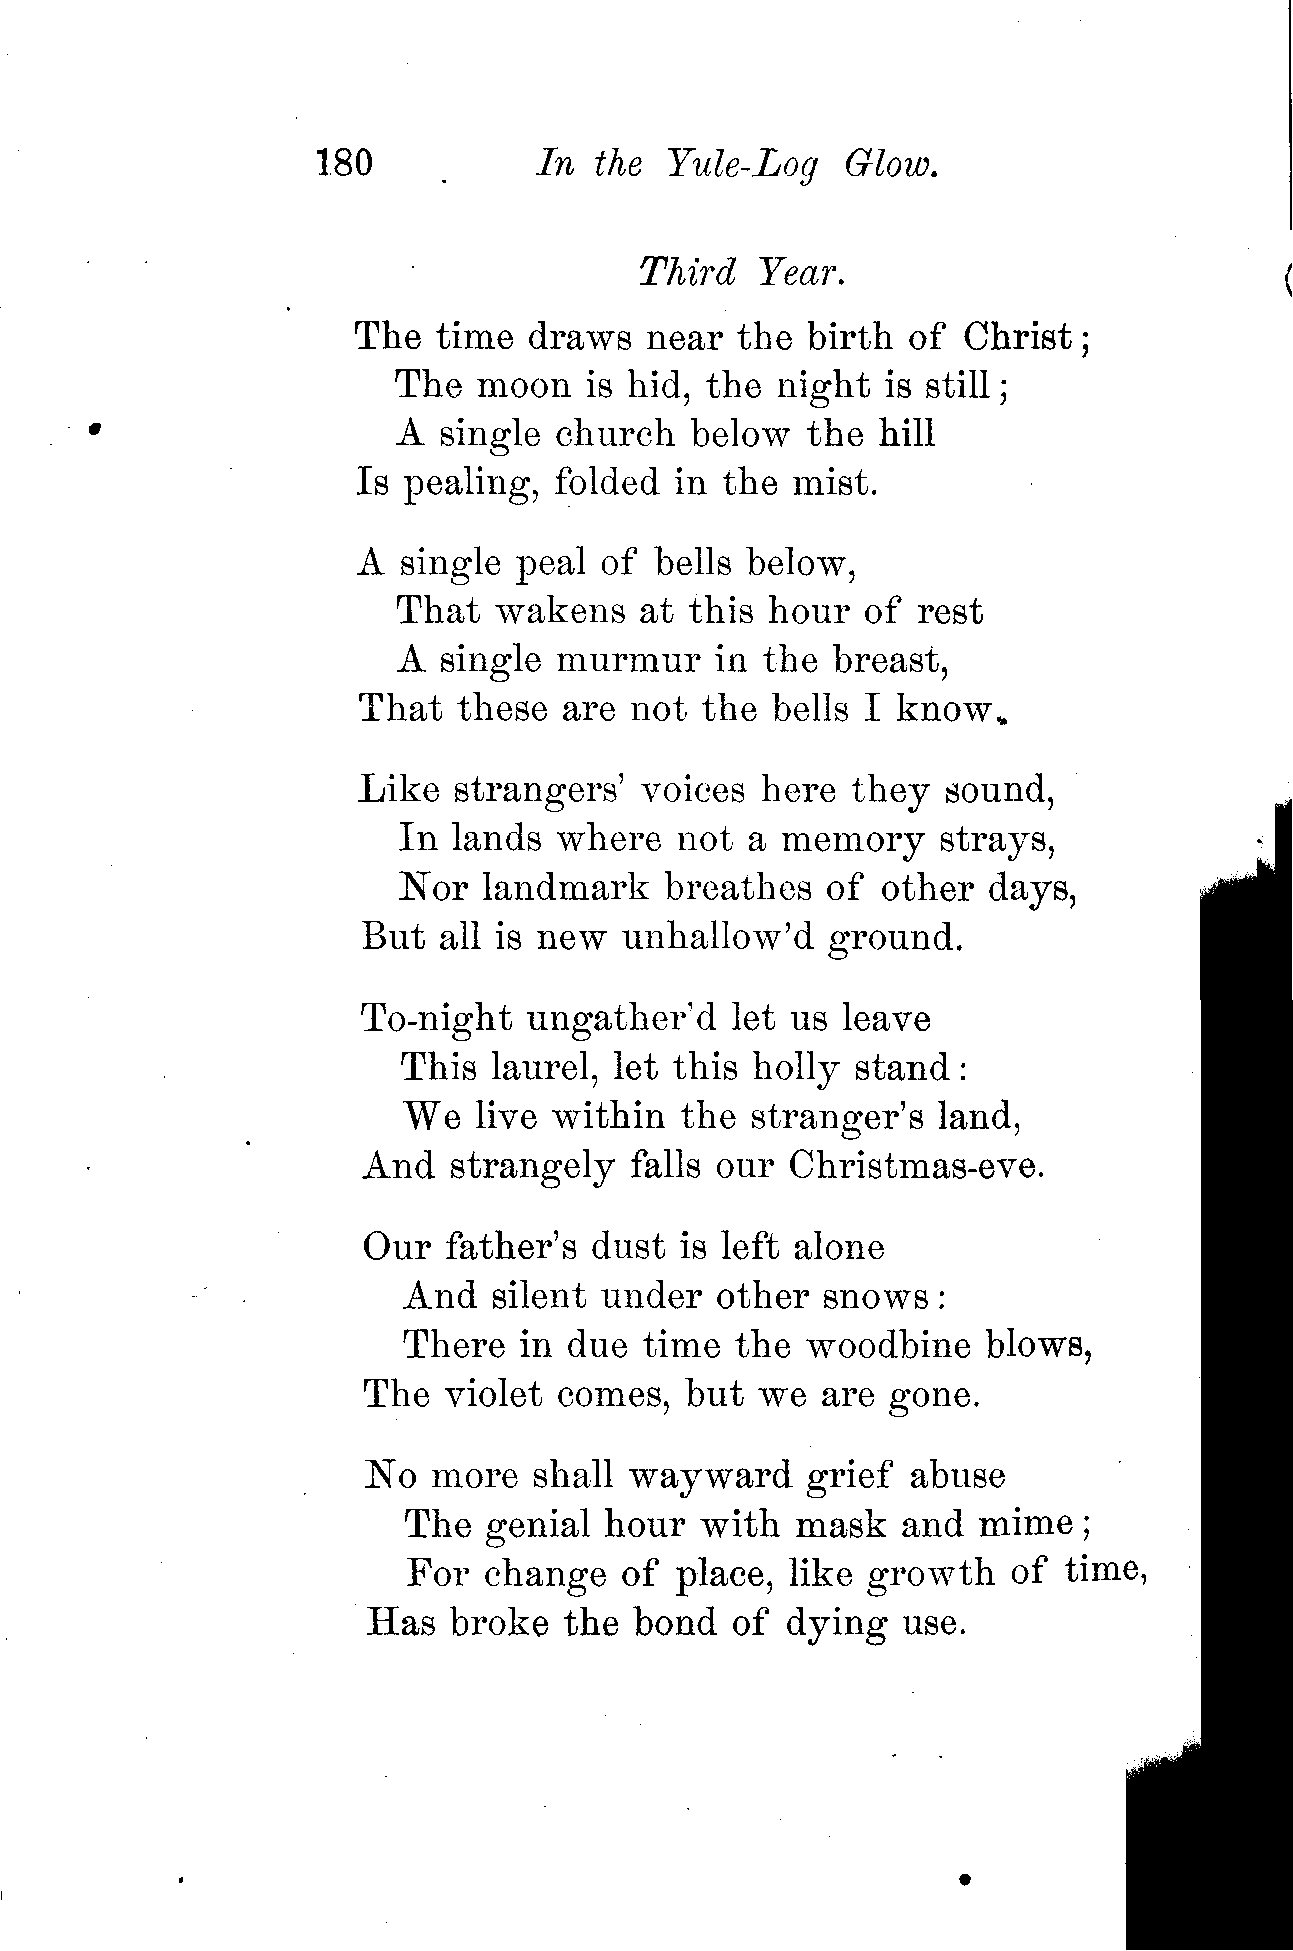 180 In the Yule-Log Glow.
Third Year.
The time draws near the birth of Christ;
The moon is hid, the night is still;
A single church below the hill
Is pealing, folded in the mist.
A single peal of bells below,
That wakens at this hour of rest
A single murmur in the breast,
That these are not the bells I know.
Like strangers' voices here they sound,
In lands where not a memory strays,
Nor landmark breathes of other days,
But all is new unhallow'd ground.
To-night ungather'd let us leave
This laurel, let this holly stand:
We live within the stranger's land,
And strangely falls our Christmas-eve.
Our father's dust is left alone
And silent under other snows:
There in due time the woodbine blows,
The violet comes, but we are gone.
No more shall wayward grief abuse
The genial hour with mask and mime;
For change of place, like growth of time,
Has broke the bond of dying use.